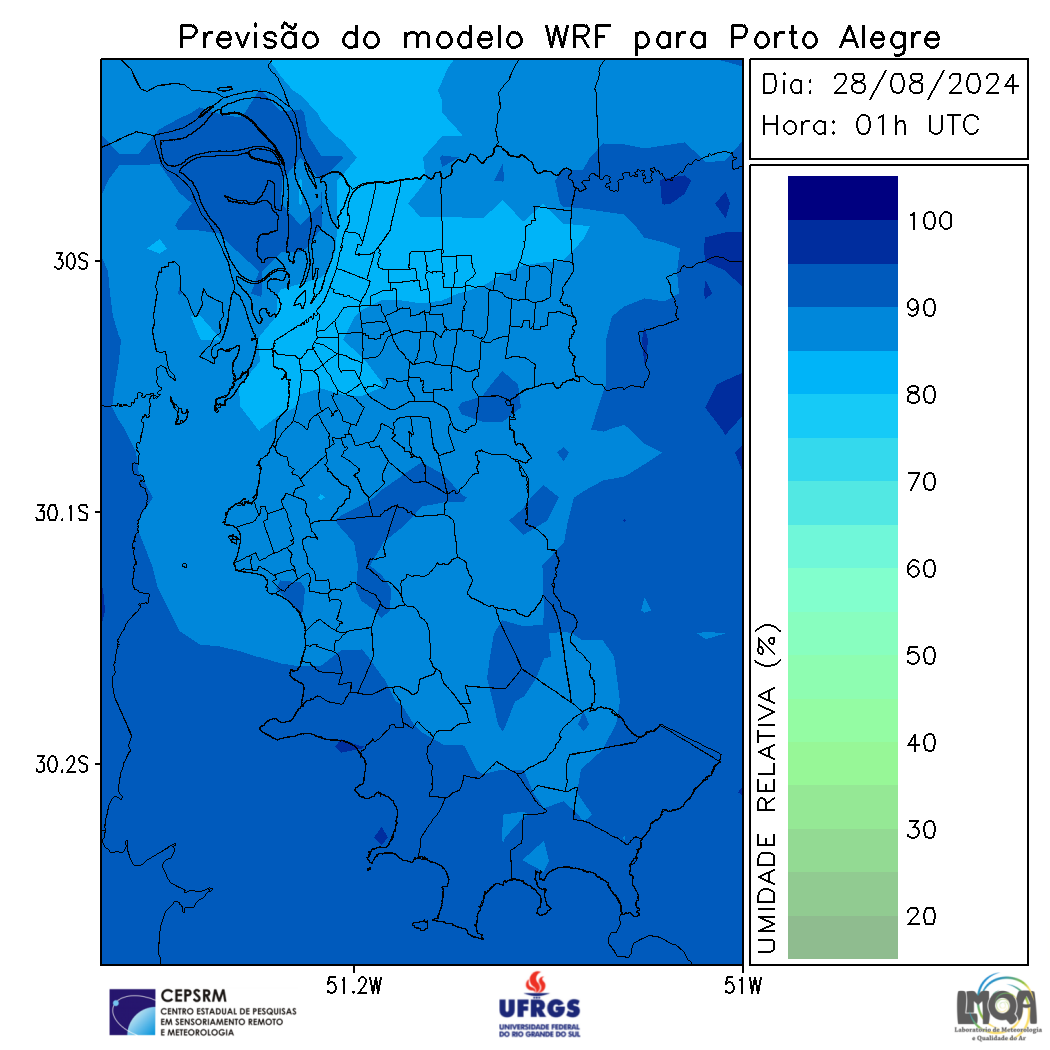 Previsão do modelo WRF para Porto Alegre
Dia: 28/08/2024
Hora: 01h UTC
30S
30.1S
30.2S
51.2W
51W
UMIDADE RELATIVA (%)
100
90
80
70
60
50
40
30
20
CEPSRM
CENTRO ESTADUAL DE PESQUISAS
EM SENSORIAMENTO REMOTO
E METEOROLOGIA
UFRGS
UNIVERSIDADE FEDERAL
DO RIO GRANDE DO SUL
LMQA
Laboratório de Meteorologia
e Qualidade do Ar